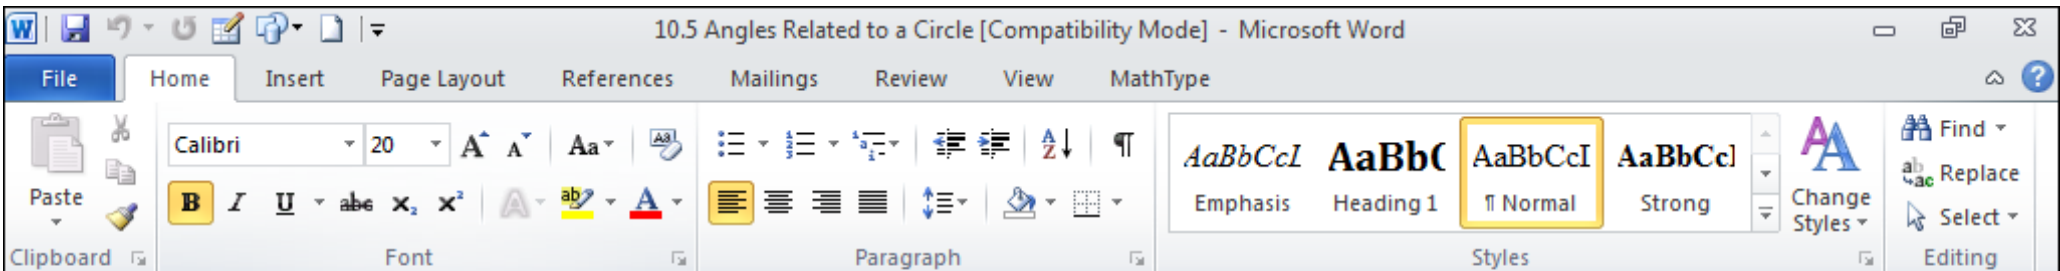 10.5 Angles Related to a Circle [Compatibility Mode] - Microsoft Word
File Home Insert Page Layout References Mailings Review View MathType
Calibri 20 A A Aa
Paste
B I U abc x₂ x² ab A
Clipboard Font
A Z ¶
Paragraph
AaBbCcI AaBb( AaBbCcI AaBbCcl
Emphasis Heading 1 ¶ Normal Strong
Change
Styles
Styles
Find
Replace
Select
Editing